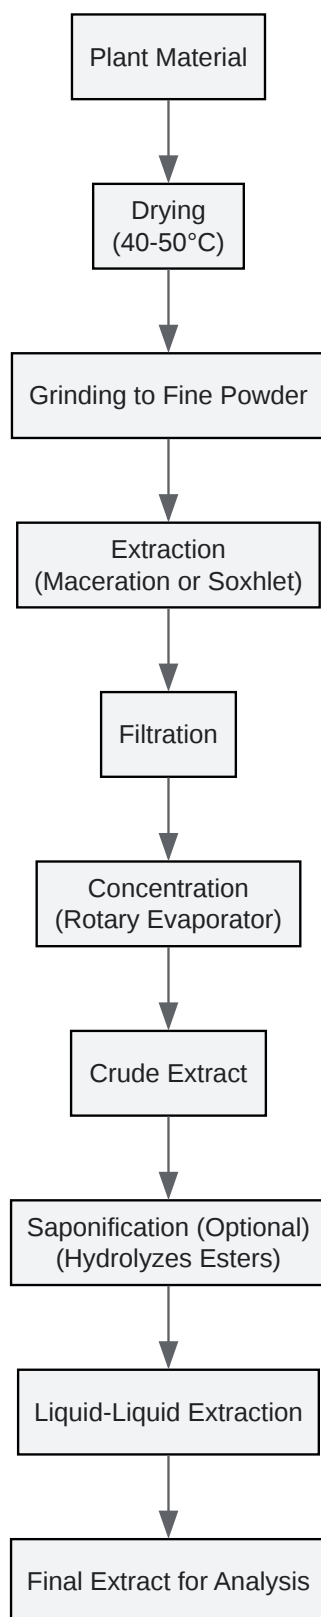 Plant Material
Drying
(40-50°C)
Grinding to Fine Powder
Extraction
(Maceration or Soxhlet)
Filtration
Concentration
(Rotary Evaporator)
Crude Extract
Saponification (Optional)
(Hydrolyzes Esters)
Liquid-Liquid Extraction
Final Extract for Analysis